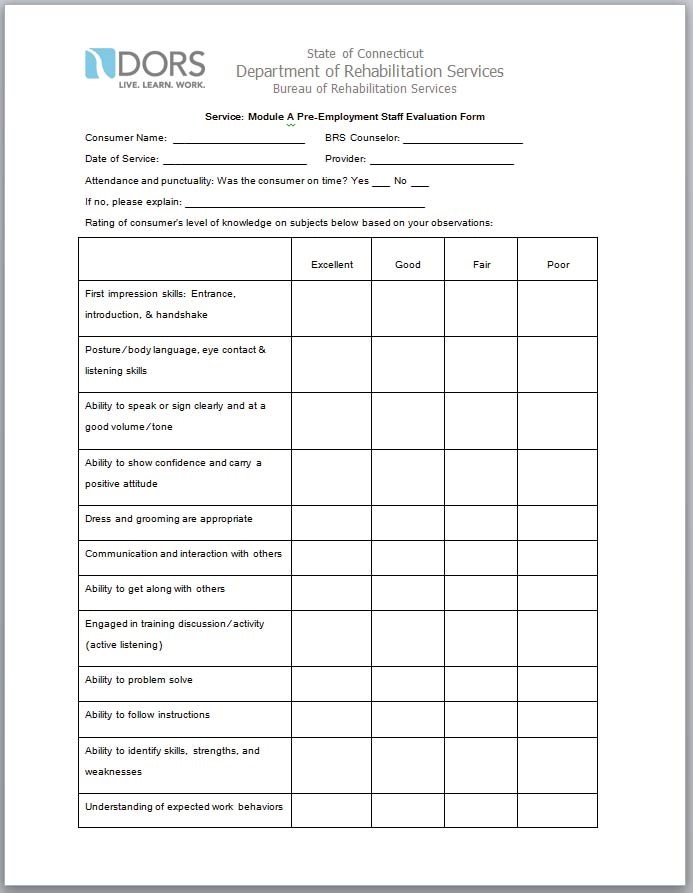 DORS
LIVE. LEARN. WORK.
State of Connecticut
Department of Rehabilitation Services
Bureau of Rehabilitation Services
Service: Module A Pre-Employment Staff Evaluation Form
Consumer Name: ________________________ BRS Counselor: ______________________
Date of Service: __________________________ Provider: __________________________
Attendance and punctuality: Was the consumer on time? Yes ___ No ___
If no, please explain: ____________________________________________
Rating of consumer's level of knowledge on subjects below based on your observations:
Excellent Good Fair Poor
First impression skills: Entrance,
introduction, & handshake
Posture/body language, eye contact &
listening skills
Ability to speak or sign clearly and at a
good volume/tone
Ability to show confidence and carry a
positive attitude
Dress and grooming are appropriate
Communication and interaction with others
Ability to get along with others
Engaged in training discussion/activity
(active listening)
Ability to problem solve
Ability to follow instructions
Ability to identify skills, strengths, and
weaknesses
Understanding of expected work behaviors